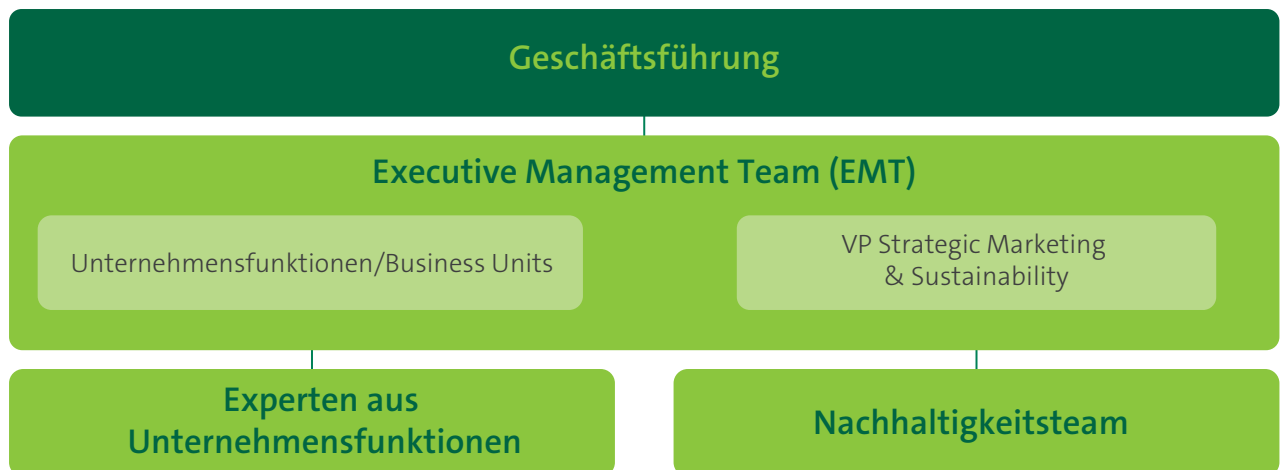 Geschäftsführung
Executive Management Team (EMT)
Unternehmensfunktionen/Business Units
VP Strategic Marketing
& Sustainability
Experten aus
Unternehmensfunktionen
Nachhaltigkeitsteam